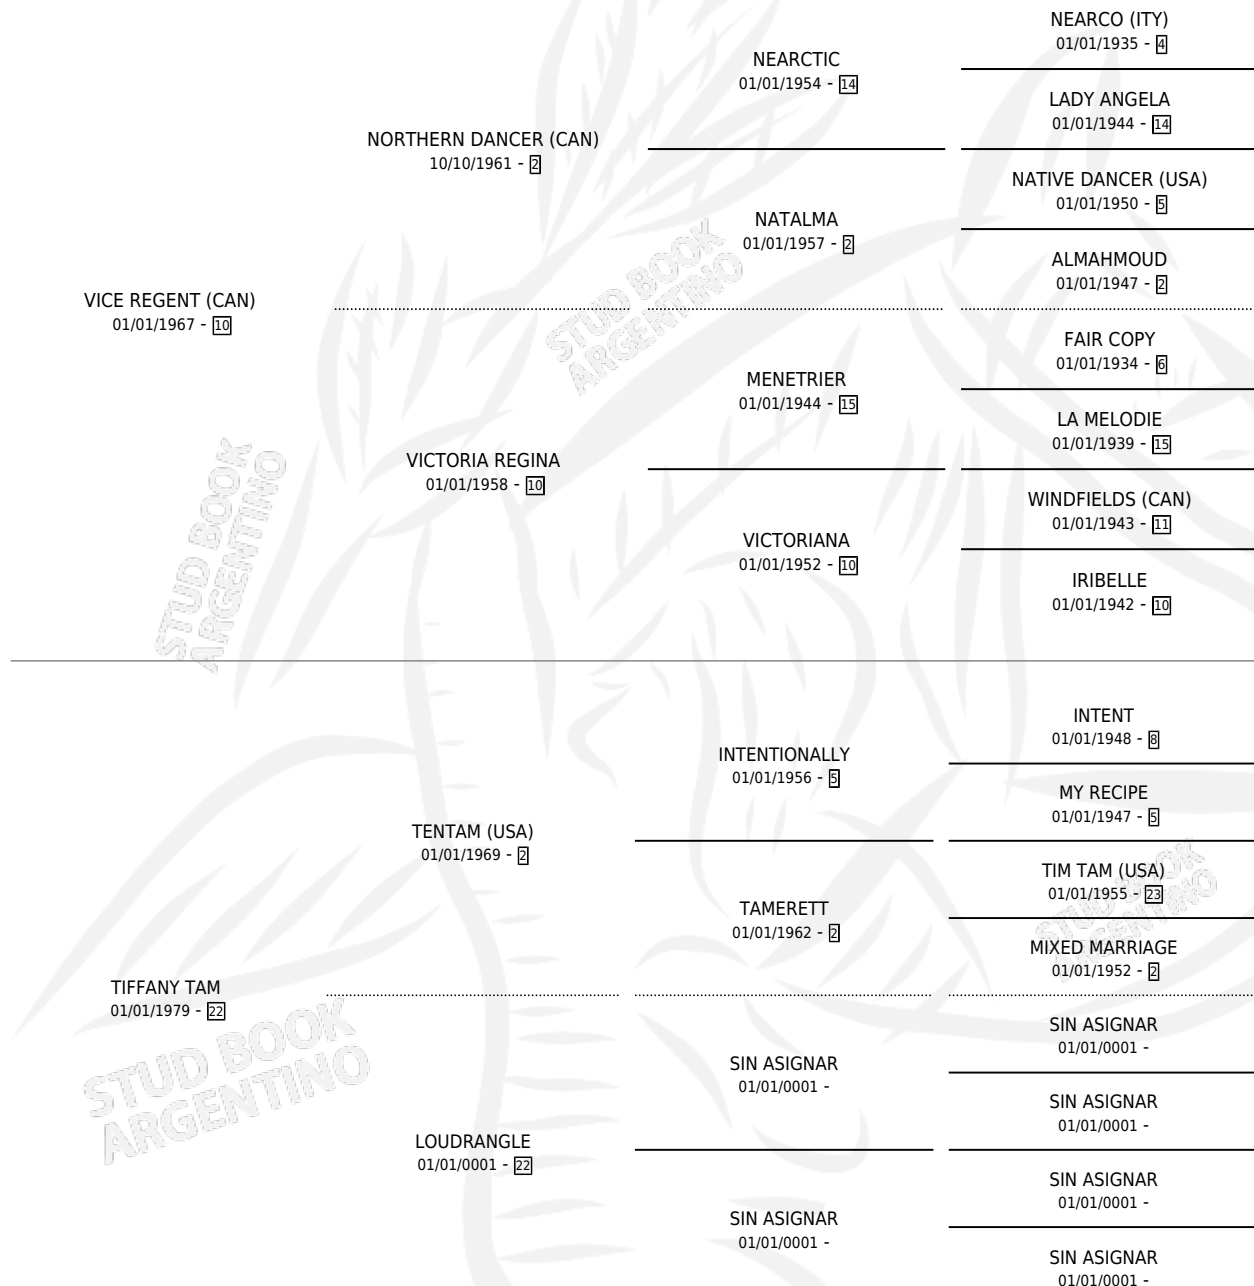 NEARCO (ITY)
01/01/1935 - 4
NEARCTIC
01/01/1954 - 14
LADY ANGELA
01/01/1944 - 14
NORTHERN DANCER (CAN)
10/10/1961 - 2
NATIVE DANCER (USA)
01/01/1950 - 5
NATALMA
01/01/1957 - 2
ALMAHMOUD
01/01/1947 - 2
VICE REGENT (CAN)
01/01/1967 - 10
FAIR COPY
01/01/1934 - 6
MENETRIER
01/01/1944 - 15
LA MELODIE
01/01/1939 - 15
VICTORIA REGINA
01/01/1958 - 10
WINDFIELDS (CAN)
01/01/1943 - 11
VICTORIANA
01/01/1952 - 10
IRIBELLE
01/01/1942 - 10
INTENT
01/01/1948 - 8
INTENTIONALLY
01/01/1956 - 5
MY RECIPE
01/01/1947 - 5
TENTAM (USA)
01/01/1969 - 2
TIM TAM (USA)
01/01/1955 - 23
TAMERETT
01/01/1962 - 2
MIXED MARRIAGE
01/01/1952 - 2
TIFFANY TAM
01/01/1979 - 22
SIN ASIGNAR
01/01/0001 -
SIN ASIGNAR
01/01/0001 -
SIN ASIGNAR
01/01/0001 -
LOUDRANGLE
01/01/0001 - 22
SIN ASIGNAR
01/01/0001 -
SIN ASIGNAR
01/01/0001 -
SIN ASIGNAR
01/01/0001 -
STUD BOOK
ARGENTINO
STUD BOOK
ARGENTINO
STUD BOOK
ARGENTINO
STUD BOOK
ARGENTINO